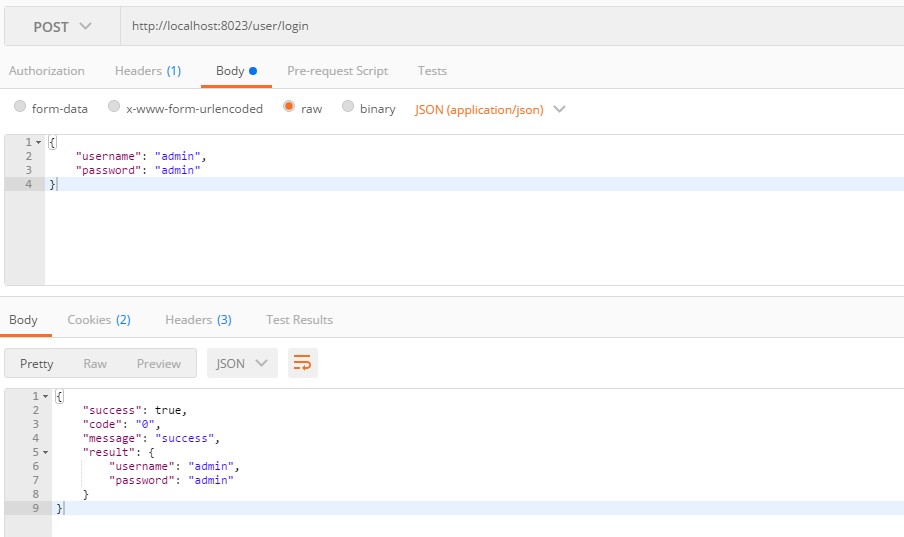 POST http://localhost:8023/user/login
Authorization Headers (1) Body Pre-request Script Tests
form-data x-www-form-urlencoded raw binary JSON (application/json)
1 {
2 "username": "admin",
3 "password": "admin"
4 }
Body Cookies (2) Headers (3) Test Results
Pretty Raw Preview JSON
1 {
2 "success": true,
3 "code": "0",
4 "message": "success",
5 "result": {
6 "username": "admin",
7 "password": "admin"
8 }
9 }